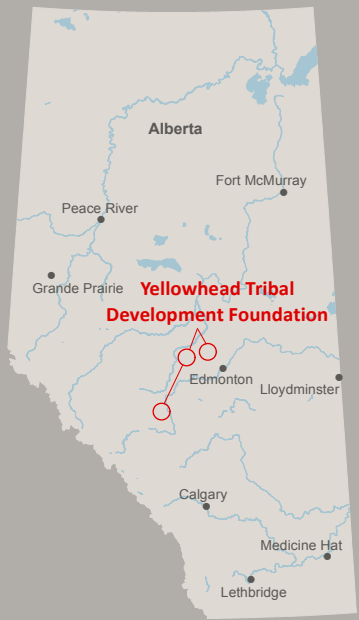 Alberta
Fort McMurray
Peace River
Grande Prairie
Yellowhead Tribal
Development Foundation
Edmonton
Lloydminster
Calgary
Medicine Hat
Lethbridge